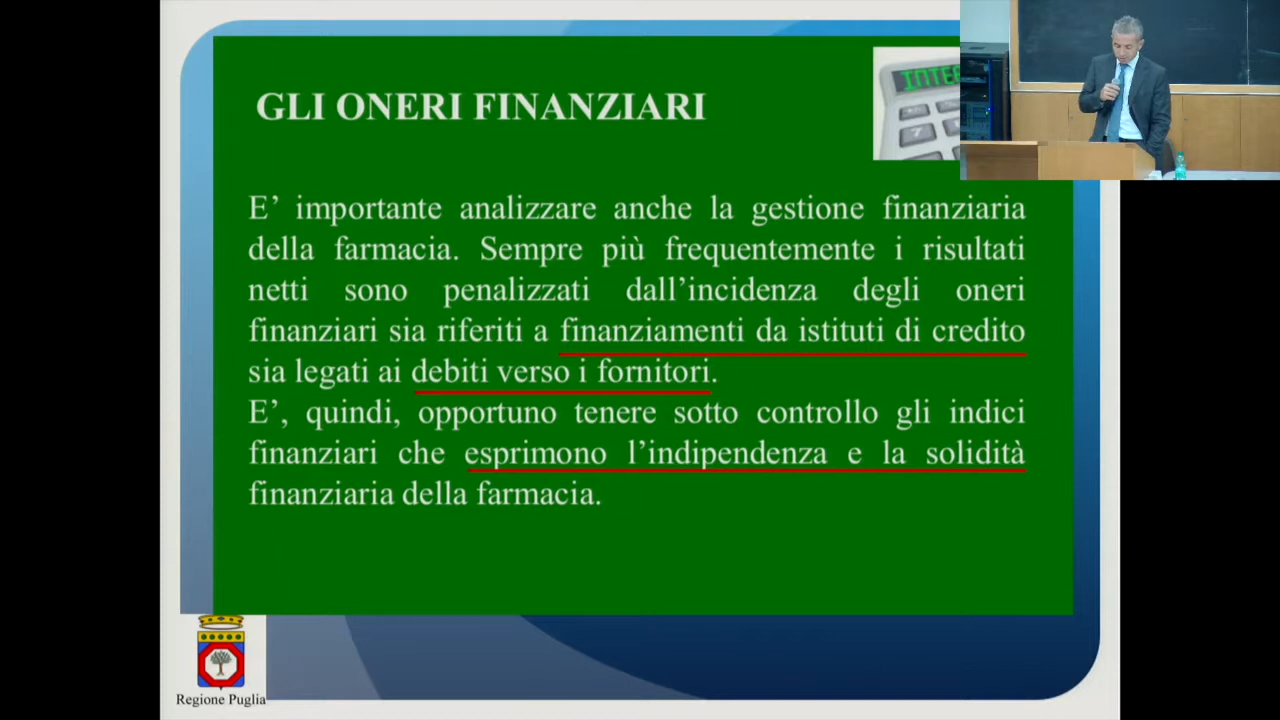 GLI ONERI FINANZIARI
E’ importante analizzare anche la gestione finanziaria
della farmacia. Sempre più frequentemente i risultati
netti sono penalizzati dall’incidenza degli oneri
finanziari sia riferiti a finanziamenti da istituti di credito
sia legati ai debiti verso i fornitori.
E’, quindi, opportuno tenere sotto controllo gli indici
finanziari che esprimono l’indipendenza e la solidità
finanziaria della farmacia.
Regione Puglia